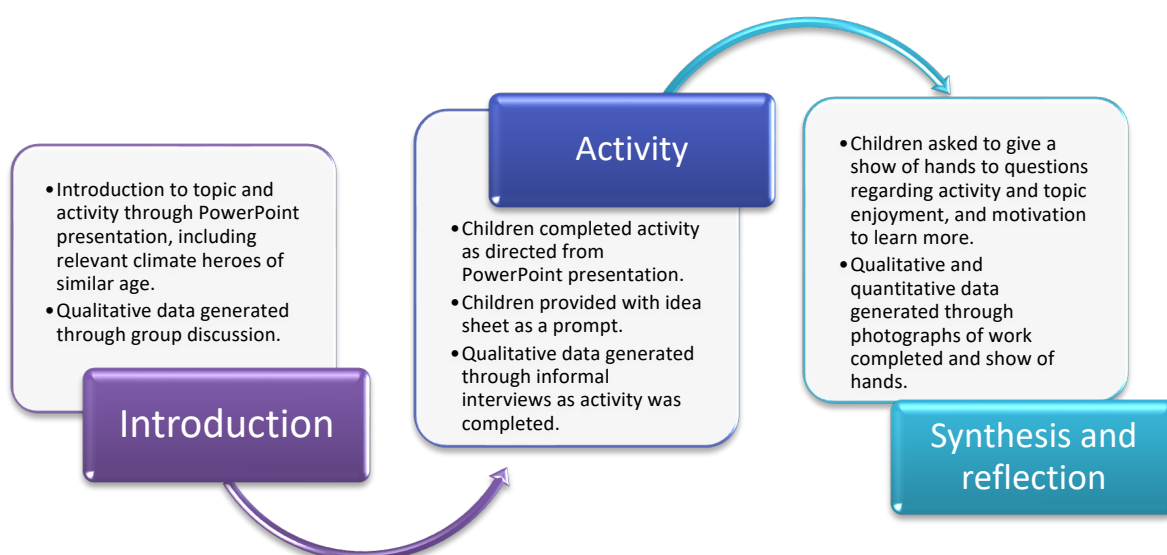 •Introduction to topic and
activity through PowerPoint
presentation, including
relevant climate heroes of
similar age.
•Qualitative data generated
through group discussion.
Introduction
Activity
•Children completed activity
as directed from
PowerPoint presentation.
•Children provided with idea
sheet as a prompt.
•Qualitative data generated
through informal
interviews as activity was
completed.
•Children asked to give a
show of hands to questions
regarding activity and topic
enjoyment, and motivation
to learn more.
•Qualitative and
quantitative data
generated through
photographs of work
completed and show of
hands.
Synthesis and
reflection